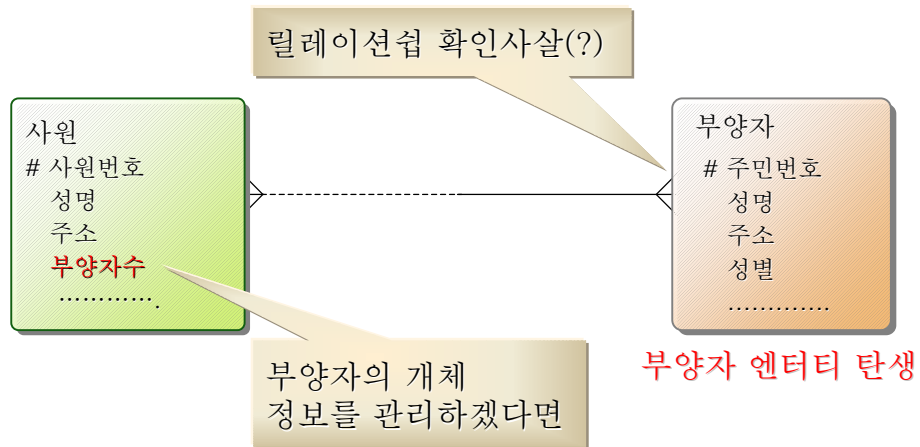 릴레이션쉽 확인사살(?)
사원
# 사원번호
성명
주소
부양자수
………….
부양자
# 주민번호
성명
주소
성별
………….
부양자 엔터티 탄생
부양자의 개체
정보를 관리하겠다면